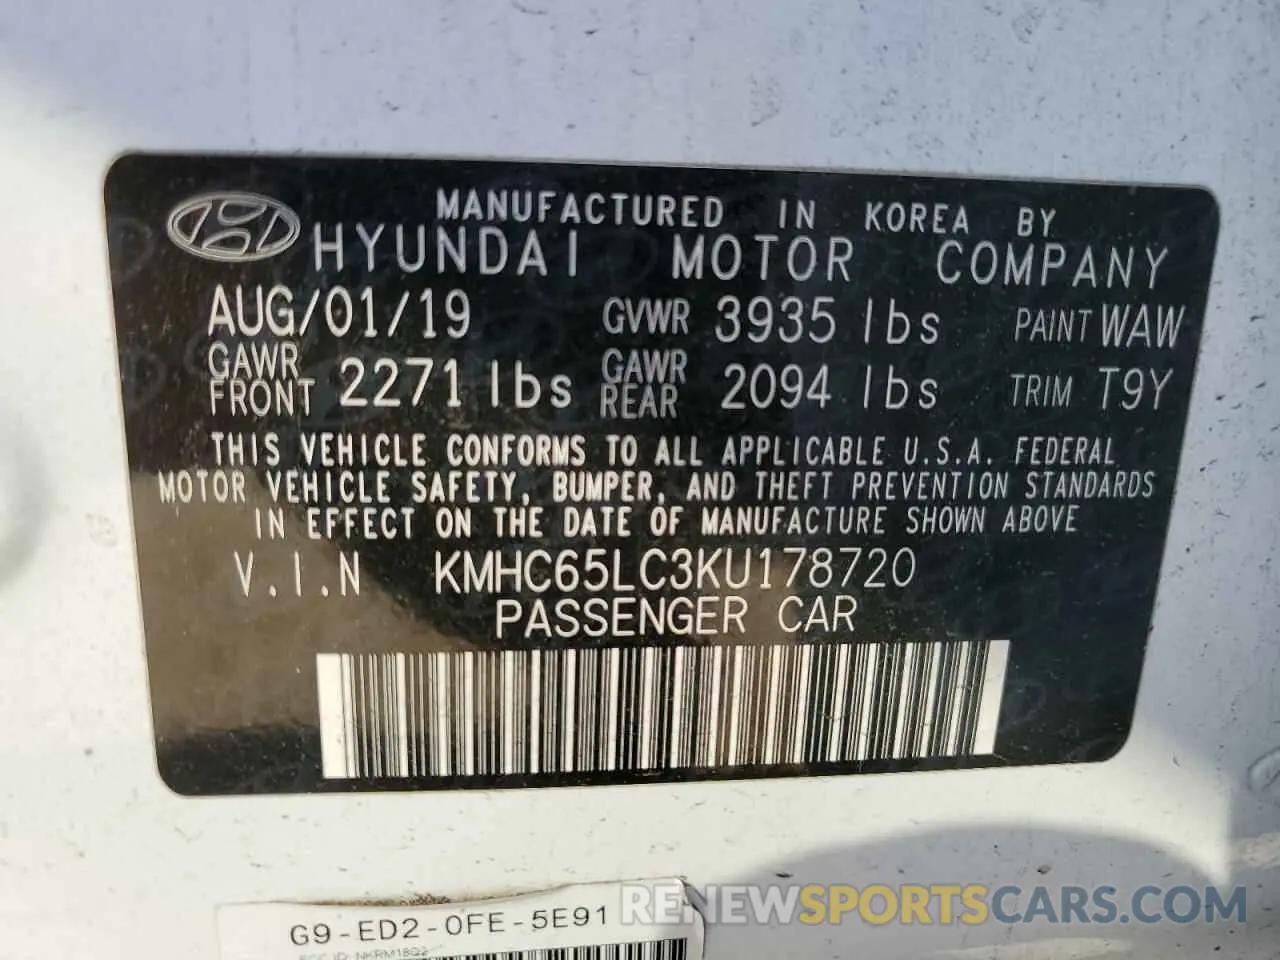 MANUFACTURED IN KOREA BY
HYUNDAI MOTOR COMPANY
AUG/01/19 GVWR 3935 lbs PAINT WAW
GAWR FRONT 2271 lbs GAWR REAR 2094 lbs TRIM T9Y
THIS VEHICLE CONFORMS TO ALL APPLICABLE U.S.A. FEDERAL
MOTOR VEHICLE SAFETY, BUMPER, AND THEFT PREVENTION STANDARDS
IN EFFECT ON THE DATE OF MANUFACTURE SHOWN ABOVE
V.I.N KMHC65LC3KU178720
PASSENGER CAR
G9-ED2-0FE-5E91
FCC ID: NKRM18Q2
RENEWSPORTSCARS.COM